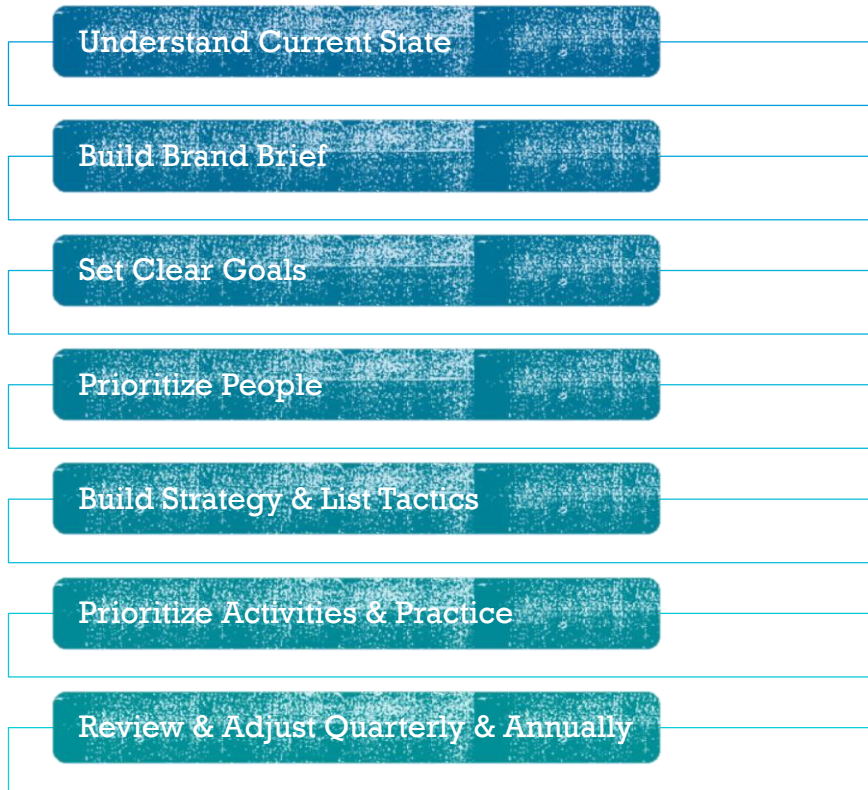 Understand Current State
Build Brand Brief
Set Clear Goals
Prioritize People
Build Strategy & List Tactics
Prioritize Activities & Practice
Review & Adjust Quarterly & Annually